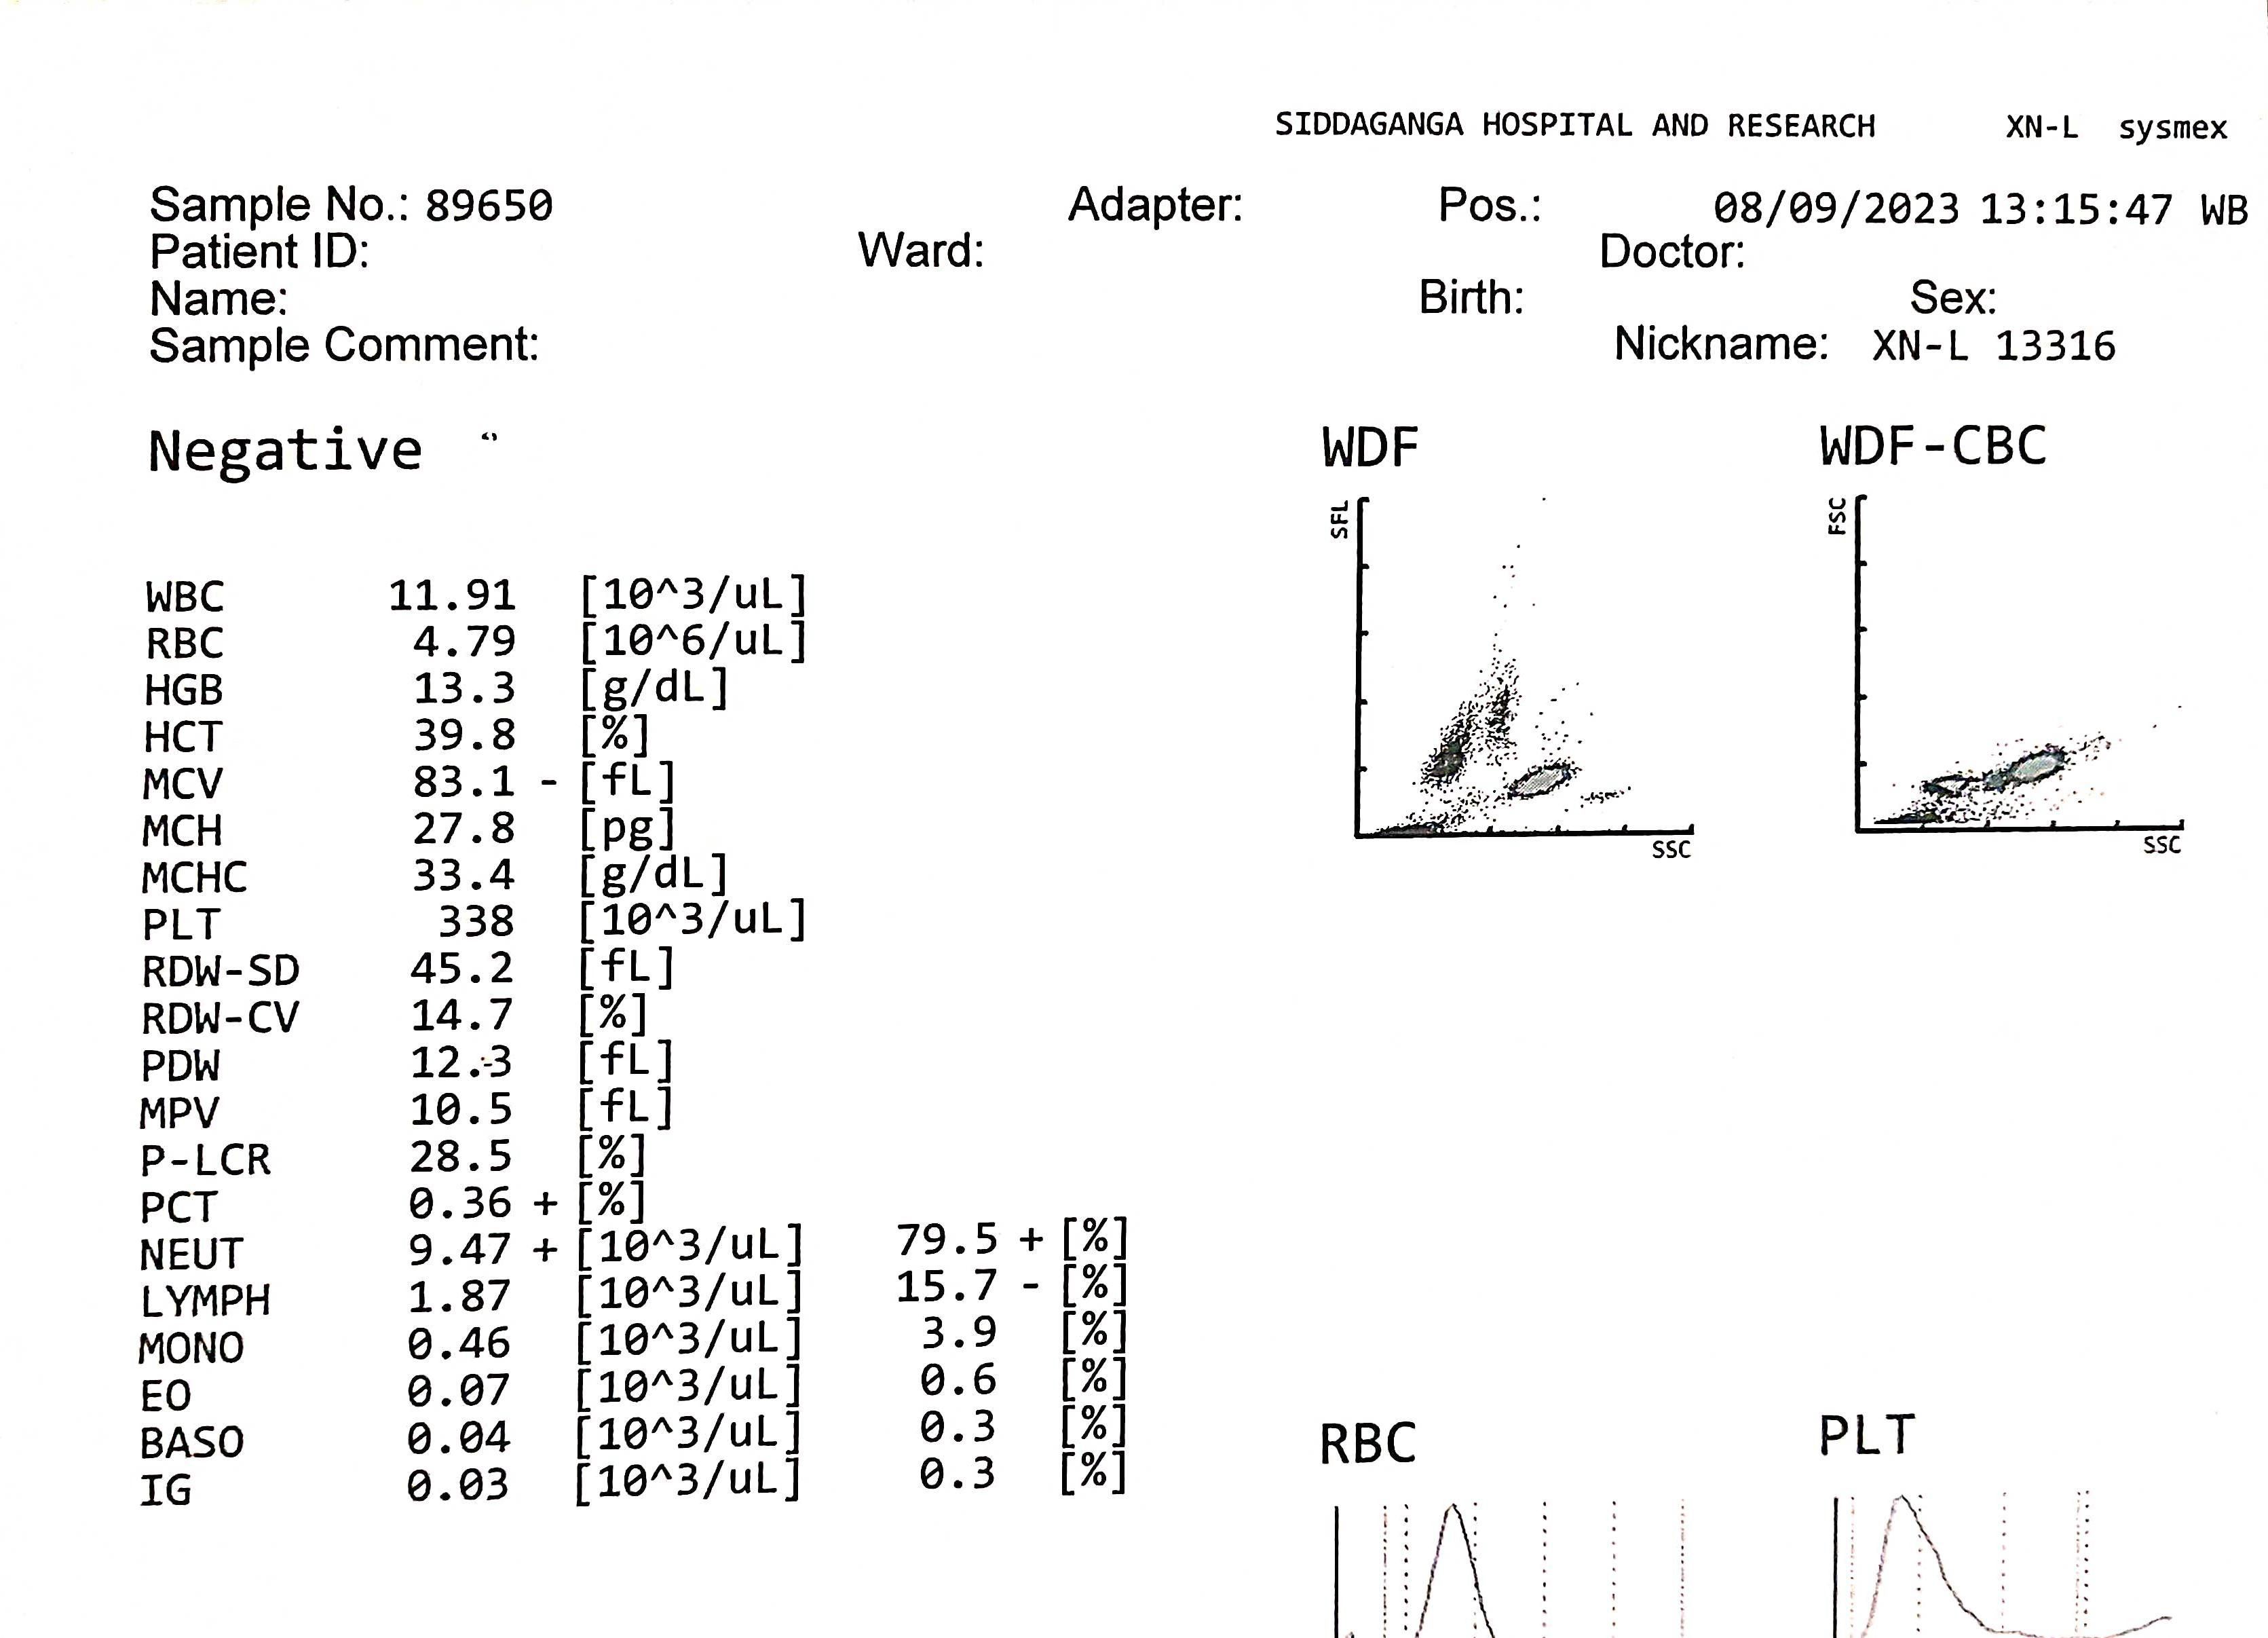 SIDDAGANGA HOSPITAL AND RESEARCH XN-L sysmex
Sample No.: 89650 Adapter: Pos.: 08/09/2023 13:15:47 WB
Patient ID: Ward: Doctor:
Name: Birth: Sex:
Sample Comment: Nickname: XN-L 13316
Negative
WDF WDF-CBC
SFL FSC
SSC SSC
WBC 11.91 [10^3/uL]
RBC 4.79 [10^6/uL]
HGB 13.3 [g/dL]
HCT 39.8 [%]
MCV 83.1 - [fL]
MCH 27.8 [pg]
MCHC 33.4 [g/dL]
PLT 338 [10^3/uL]
RDW-SD 45.2 [fL]
RDW-CV 14.7 [%]
PDW 12.3 [fL]
MPV 10.5 [fL]
P-LCR 28.5 [%]
PCT 0.36 + [%]
NEUT 9.47 + [10^3/uL] 79.5 + [%]
LYMPH 1.87 [10^3/uL] 15.7 - [%]
MONO 0.46 [10^3/uL] 3.9 [%]
EO 0.07 [10^3/uL] 0.6 [%]
BASO 0.04 [10^3/uL] 0.3 [%]
IG 0.03 [10^3/uL] 0.3 [%]
RBC PLT